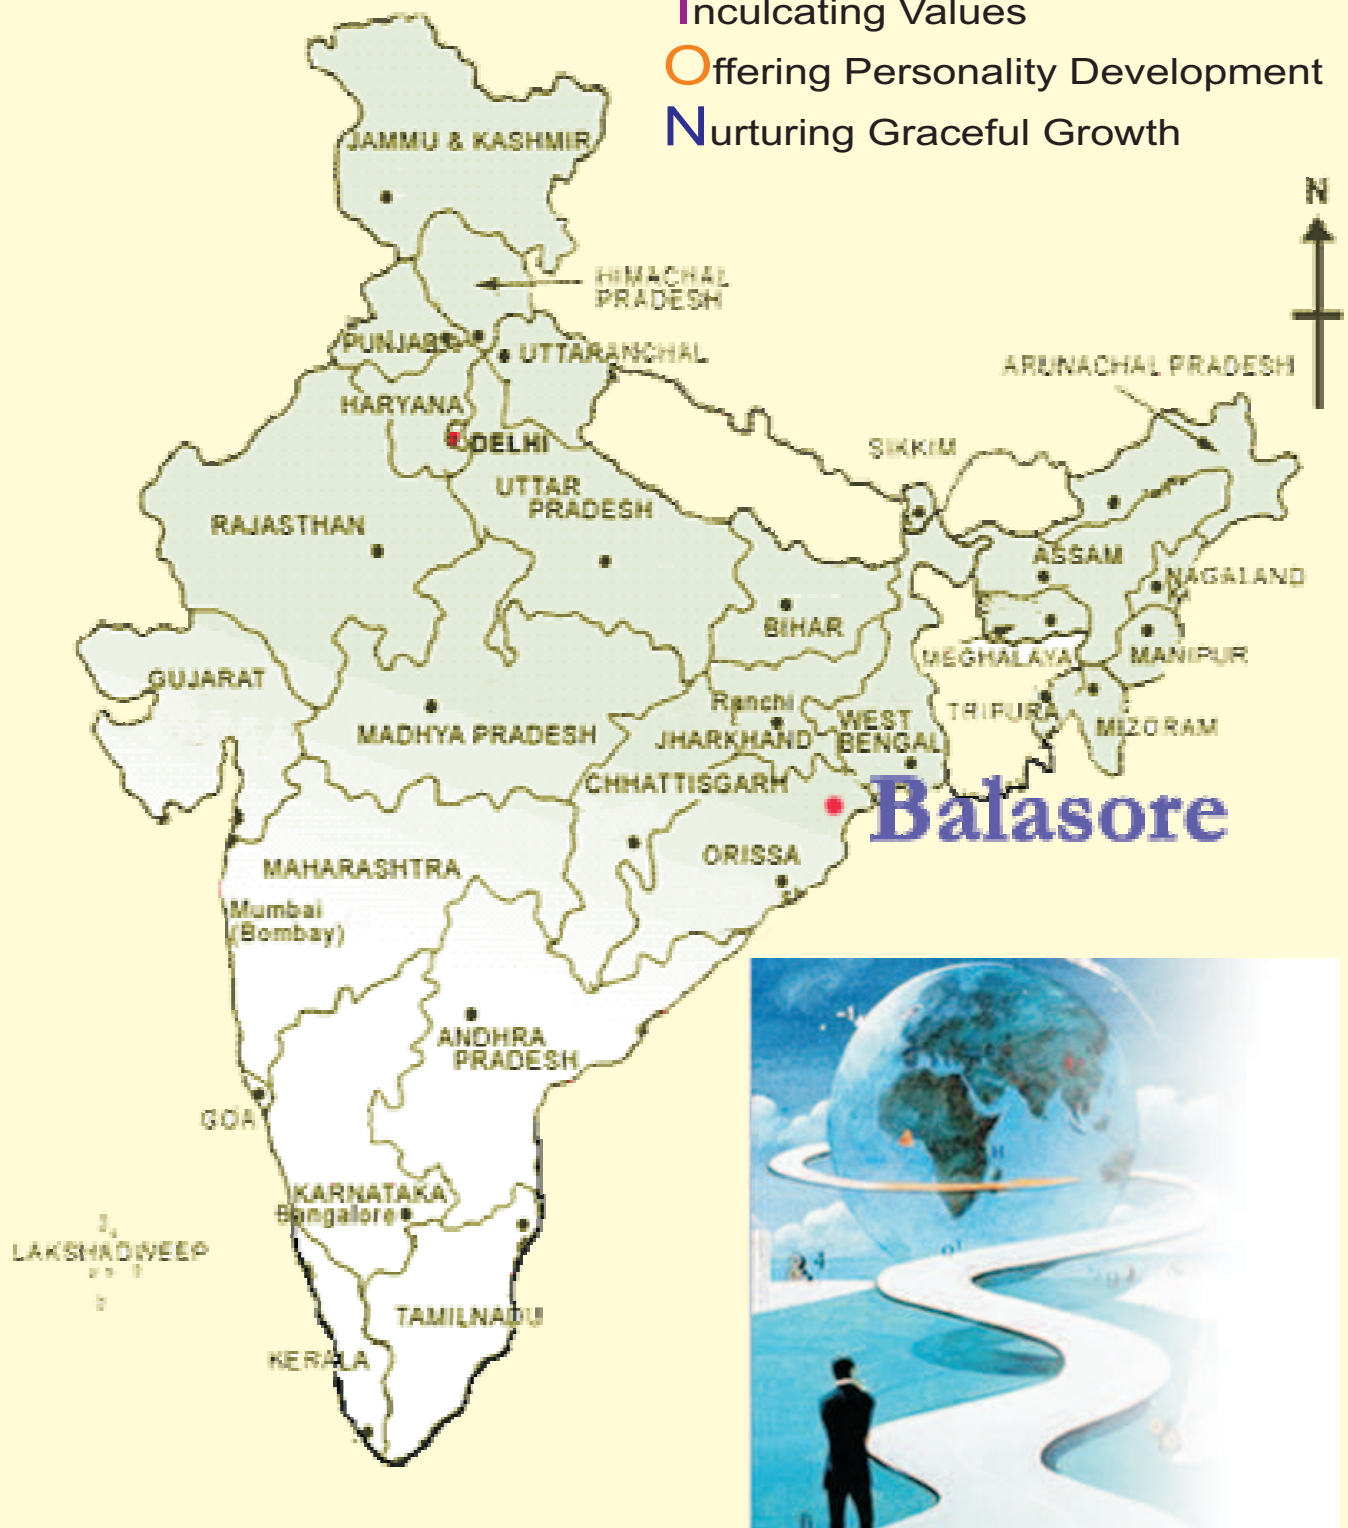 Inculcating Values
Offering Personality Development
Nurturing Graceful Growth
N
JAMMU & KASHMIR
HIMACHAL
PRADESH
PUNJAB
UTTARANCHAL
ARUNACHAL PRADESH
HARYANA
DELHI
SIKKIM
UTTAR
PRADESH
RAJASTHAN
ASSAM
NAGALAND
BIHAR
MEGHALAYA
MANIPUR
GUJARAT
Ranchi
JHARKHAND
WEST
BENGAL
TRIPURA
MIZORAM
MADHYA PRADESH
CHHATTISGARH
Balasore
ORISSA
MAHARASHTRA
Mumbai
(Bombay)
ANDHRA
PRADESH
GOA
KARNATAKA
Bangalore
LAKSHADWEEP
TAMILNADU
KERALA